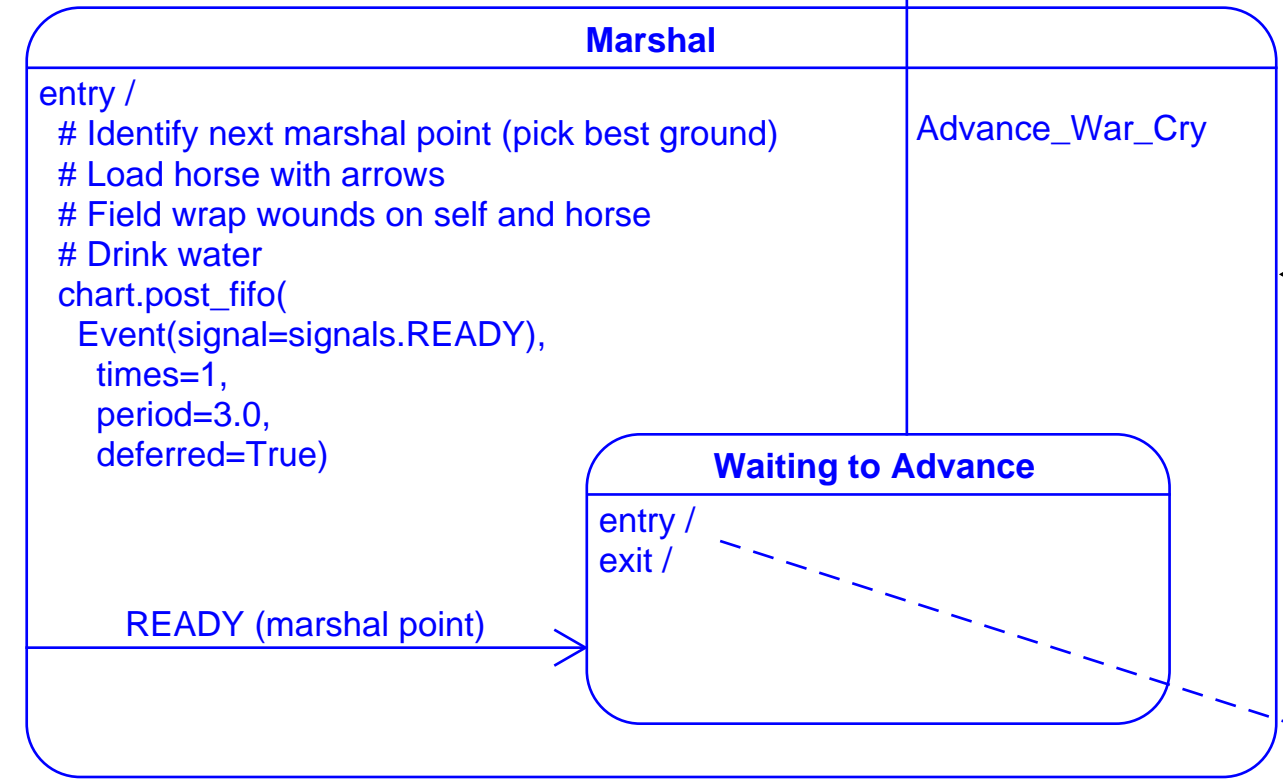 Marshal
entry /
# Identify next marshal point (pick best ground)
# Load horse with arrows
# Field wrap wounds on self and horse
# Drink water
chart.post_fifo(
Event(signal=signals.READY),
times=1,
period=3.0,
deferred=True)
Advance_War_Cry
Waiting to Advance
entry /
exit /
READY (marshal point)